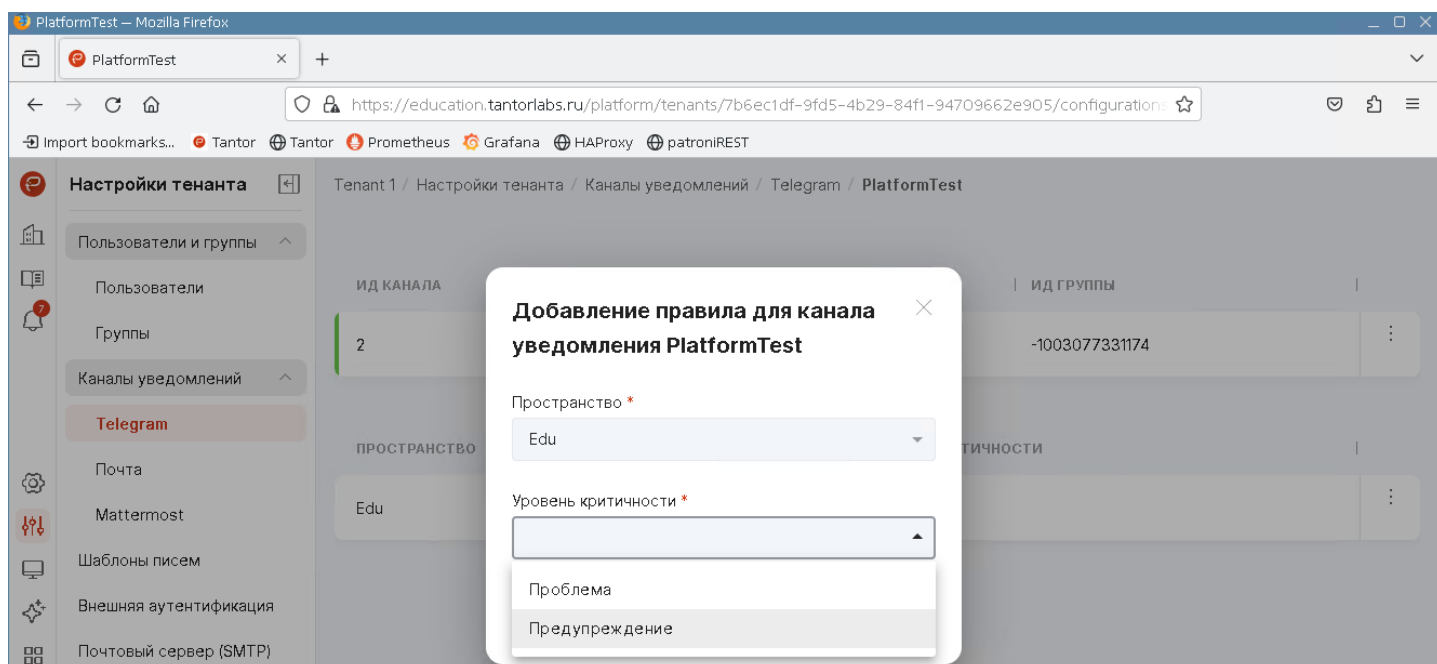 PlatformTest — Mozilla Firefox
PlatformTest
https://education.tantorlabs.ru/platform/tenants/7b6ec1df-9fd5-4b29-84f1-94709662e905/configurations
Import bookmarks... Tantor Tantor Prometheus Grafana HAProxy patroniREST
Настройки тенанта
Tenant 1 / Настройки тенанта / Каналы уведомлений / Telegram / PlatformTest
Пользователи и группы
Пользователи
7
Группы
Каналы уведомлений
Telegram
Почта
Mattermost
Шаблоны писем
Внешняя аутентификация
Почтовый сервер (SMTP)
ИД КАНАЛА
ИД ГРУППЫ
2
-1003077331174
ПРОСТРАНСТВО
ТИЧНОСТИ
Edu
Добавление правила для канала
уведомления PlatformTest
Пространство *
Edu
Уровень критичности *
Проблема
Предупреждение